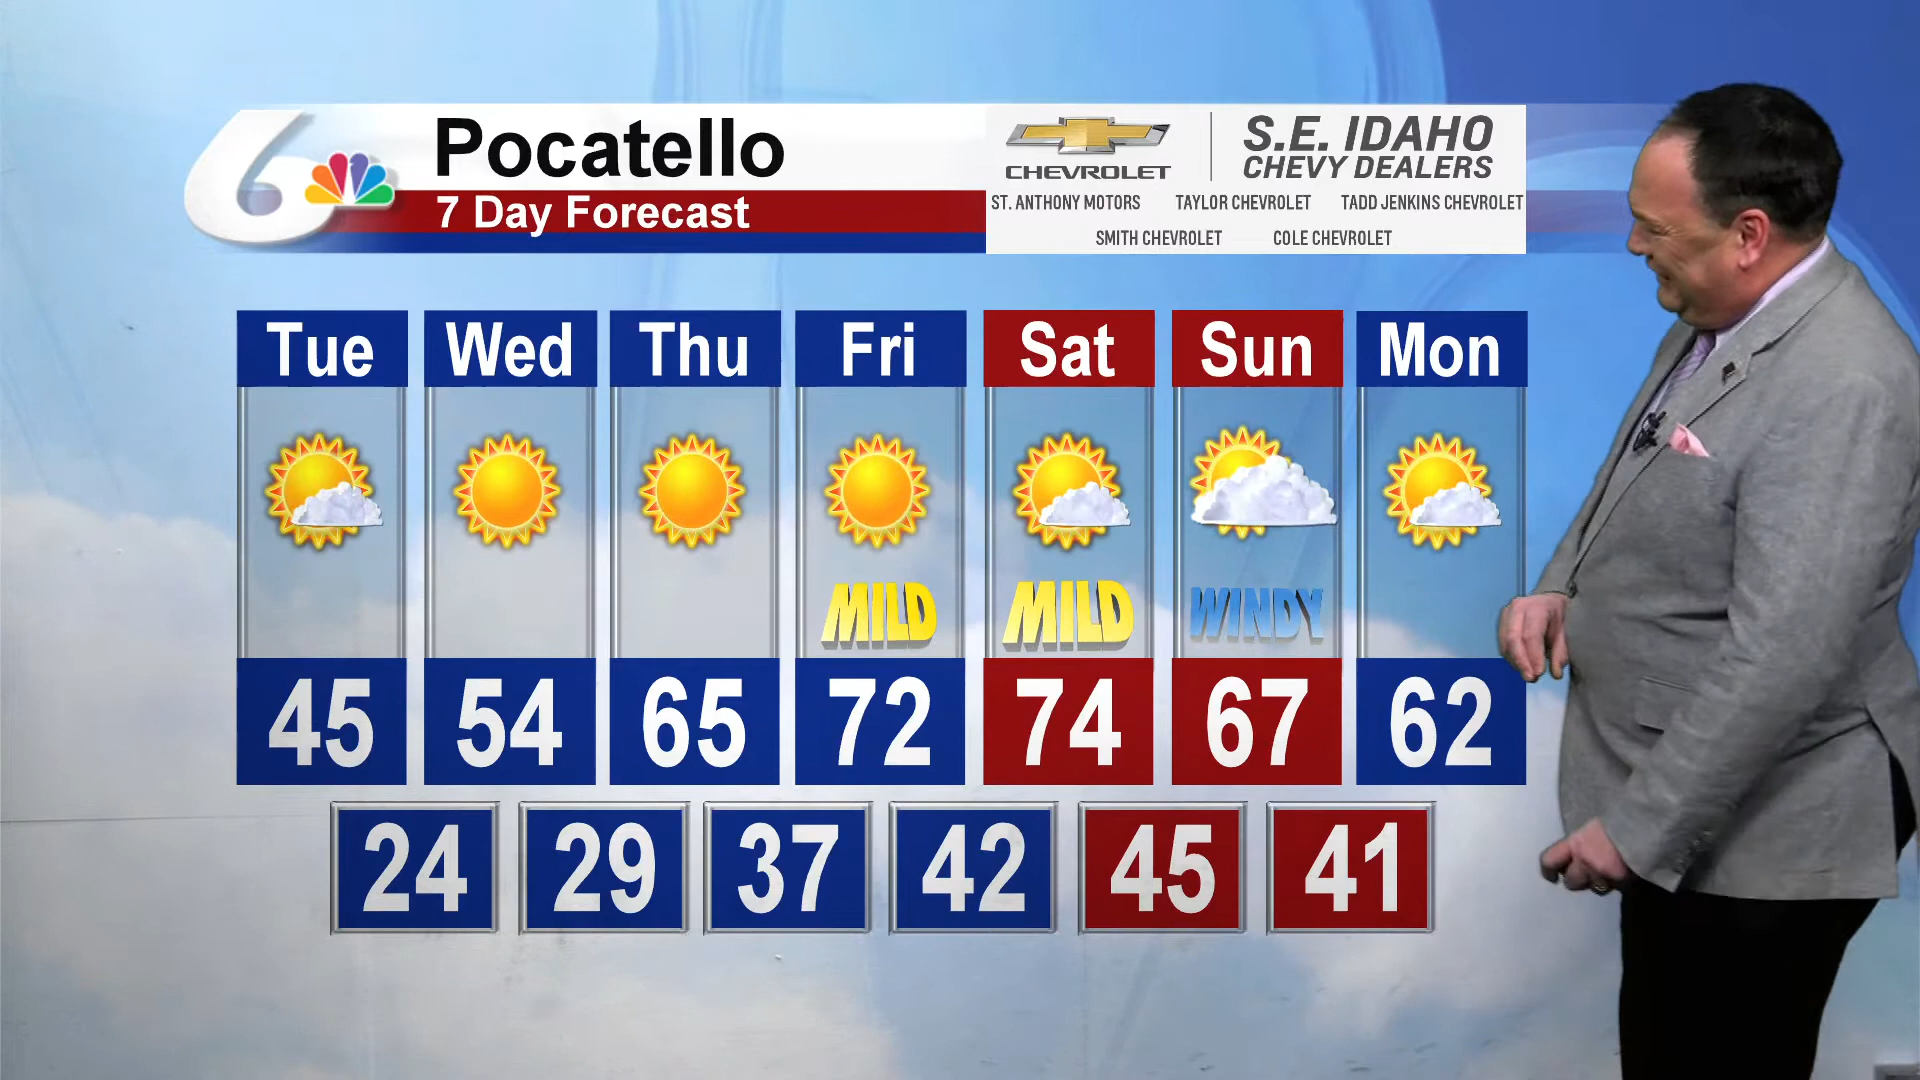 6
Pocatello
7 Day Forecast
CHEVROLET
S.E. IDAHO
CHEVY DEALERS
ST. ANTHONY MOTORS TAYLOR CHEVROLET TADD JENKINS CHEVROLET
SMITH CHEVROLET COLE CHEVROLET
Tue Wed Thu Fri Sat Sun Mon
MILD MILD WINDY
45 54 65 72 74 67 62
24 29 37 42 45 41